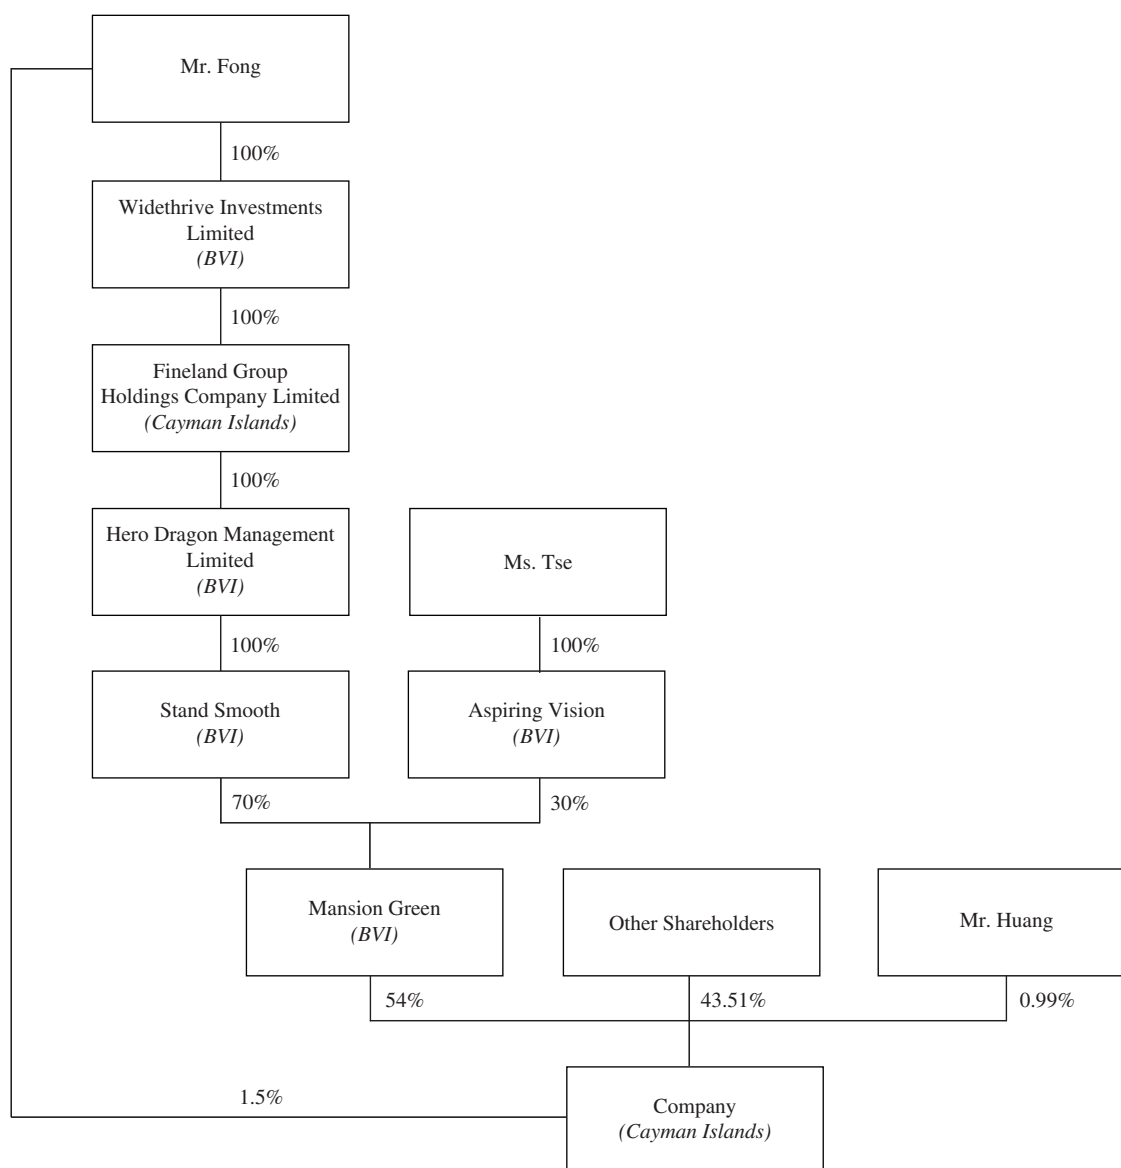 Mr. Fong
100%
Widethrive Investments
Limited
(BVI)
100%
Fineland Group
Holdings Company Limited
(Cayman Islands)
100%
Hero Dragon Management
Limited
(BVI)
Ms. Tse
100%
100%
Stand Smooth
(BVI)
Aspiring Vision
(BVI)
70%
30%
Mansion Green
(BVI)
Other Shareholders
Mr. Huang
54%
43.51%
0.99%
1.5%
Company
(Cayman Islands)